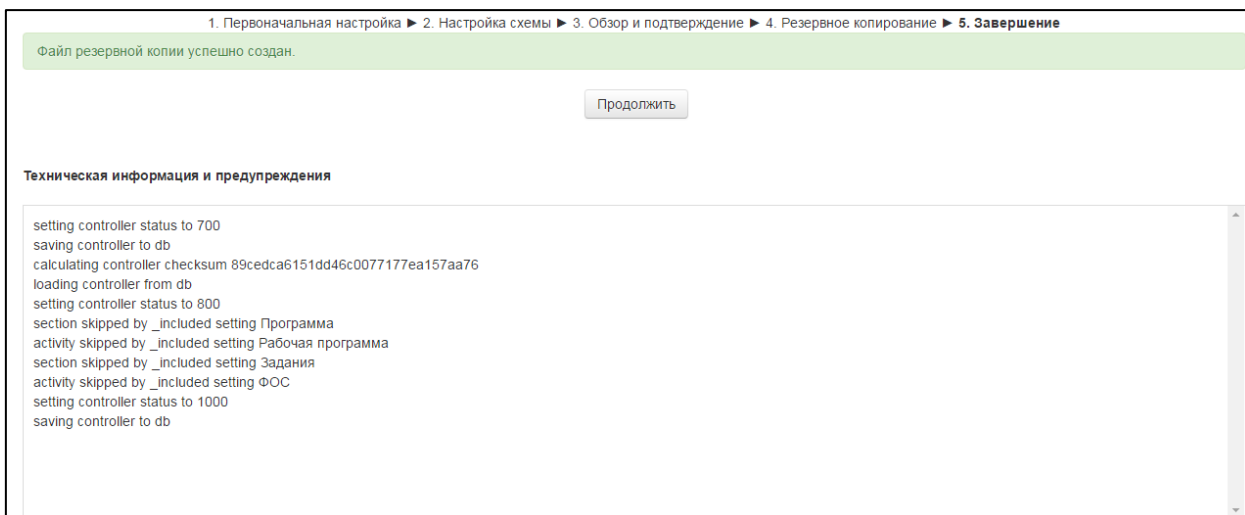 1. Первоначальная настройка ► 2. Настройка схемы ► 3. Обзор и подтверждение ► 4. Резервное копирование ► 5. Завершение
Файл резервной копии успешно создан.
Продолжить
Техническая информация и предупреждения
setting controller status to 700
saving controller to db
calculating controller checksum 89cedca6151dd46c0077177ea157aa76
loading controller from db
setting controller status to 800
section skipped by _included setting Программа
activity skipped by _included setting Рабочая программа
section skipped by _included setting Задания
activity skipped by _included setting ФОС
setting controller status to 1000
saving controller to db